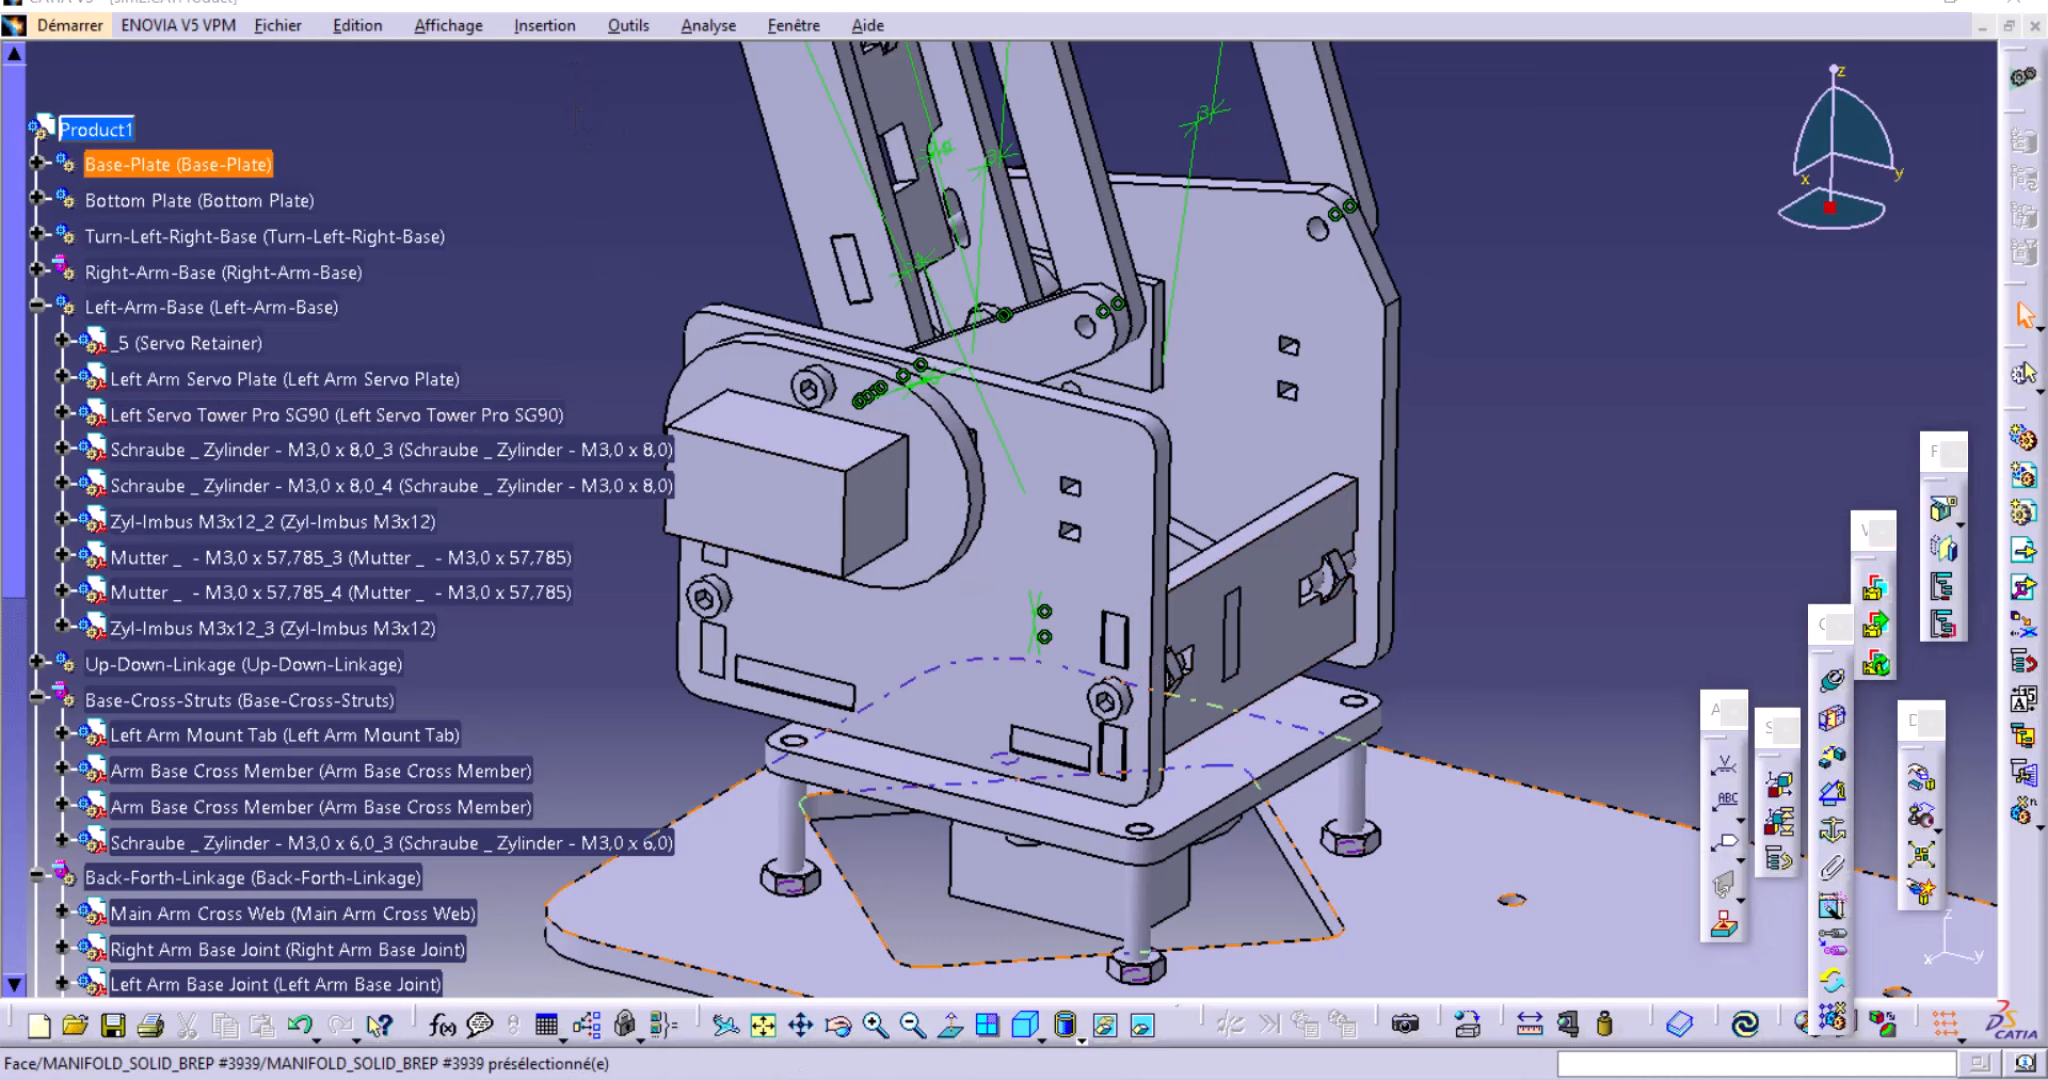 Démarrer ENOVIA V5 VPM Fichier Edition Affichage Insertion Outils Analyse Fenêtre Aide
Product1
Base-Plate (Base-Plate)
Bottom Plate (Bottom Plate)
Turn-Left-Right-Base (Turn-Left-Right-Base)
Right-Arm-Base (Right-Arm-Base)
Left-Arm-Base (Left-Arm-Base)
_5 (Servo Retainer)
Left Arm Servo Plate (Left Arm Servo Plate)
Left Servo Tower Pro SG90 (Left Servo Tower Pro SG90)
Schraube _ Zylinder - M3,0 x 8,0_3 (Schraube _ Zylinder - M3,0 x 8,0)
Schraube _ Zylinder - M3,0 x 8,0_4 (Schraube _ Zylinder - M3,0 x 8,0)
Zyl-Imbus M3x12_2 (Zyl-Imbus M3x12)
Mutter _  - M3,0 x 57,785_3 (Mutter _  - M3,0 x 57,785)
Mutter _  - M3,0 x 57,785_4 (Mutter _  - M3,0 x 57,785)
Zyl-Imbus M3x12_3 (Zyl-Imbus M3x12)
Up-Down-Linkage (Up-Down-Linkage)
Base-Cross-Struts (Base-Cross-Struts)
Left Arm Mount Tab (Left Arm Mount Tab)
Arm Base Cross Member (Arm Base Cross Member)
Arm Base Cross Member (Arm Base Cross Member)
Schraube _ Zylinder - M3,0 x 6,0_3 (Schraube _ Zylinder - M3,0 x 6,0)
Back-Forth-Linkage (Back-Forth-Linkage)
Main Arm Cross Web (Main Arm Cross Web)
Right Arm Base Joint (Right Arm Base Joint)
Left Arm Base Joint (Left Arm Base Joint)
z
x
y
F
V
C
A
S
D
ABC
z
x
y
f(x)
CATIA
Face/MANIFOLD_SOLID_BREP #3939/MANIFOLD_SOLID_BREP #3939 présélectionné(e)